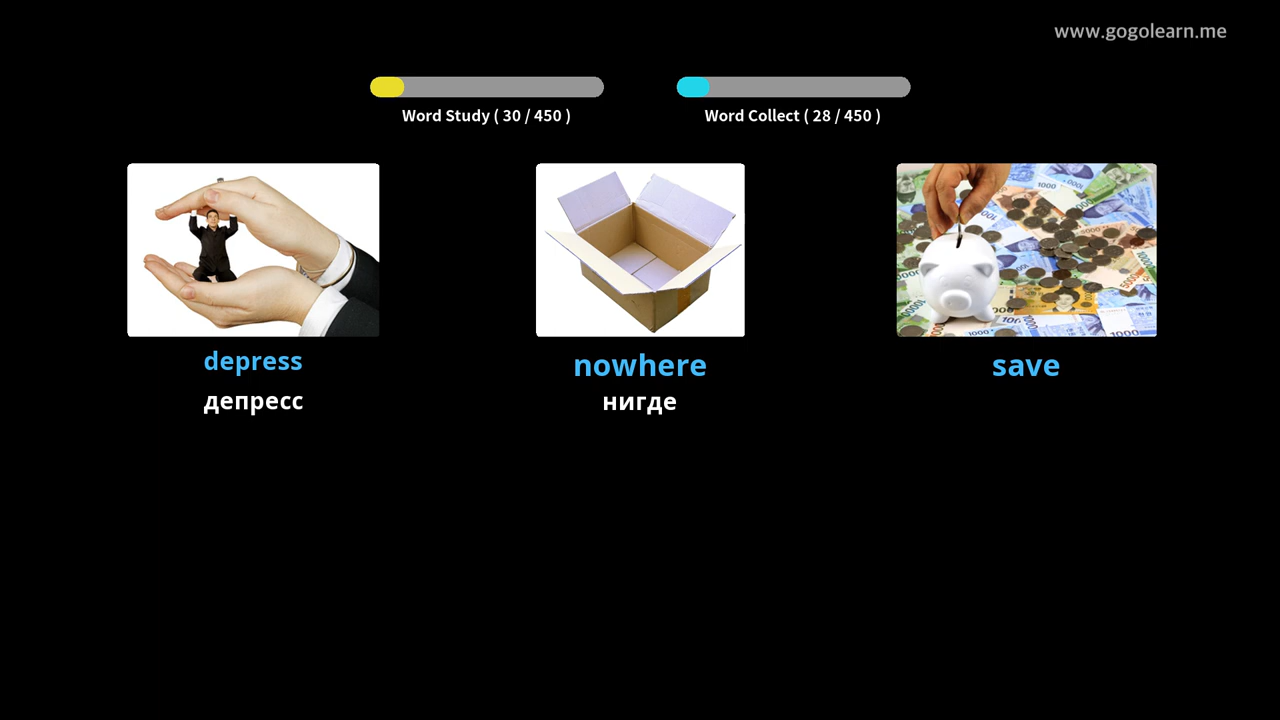 www.gogolearn.me
Word Study ( 30 / 450 )
Word Collect ( 28 / 450 )
depress
nowhere
save
депресс
нигде